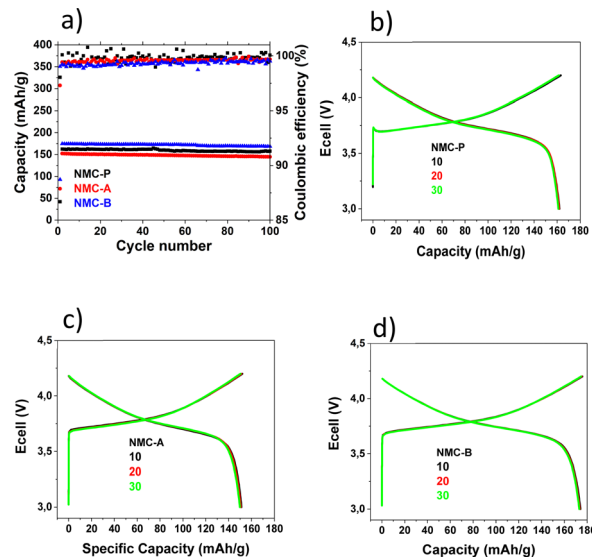 a)
400
350
300
250
200
150
100
50
0
Capacity (mAh/g)
100
95
90
85
Coulombic efficiency (%)
NMC-P
NMC-A
NMC-B
0 20 40 60 80 100
Cycle number
b)
4,5
4,0
3,5
3,0
Ecell (V)
NMC-P
10
20
30
0 20 40 60 80 100 120 140 160 180
Capacity (mAh/g)
c)
4,5
4,0
3,5
3,0
Ecell (V)
NMC-A
10
20
30
0 20 40 60 80 100 120 140 160 180
Specific Capacity (mAh/g)
d)
4,5
4,0
3,5
3,0
Ecell (V)
NMC-B
10
20
30
0 20 40 60 80 100 120 140 160 180
Capacity (mAh/g)